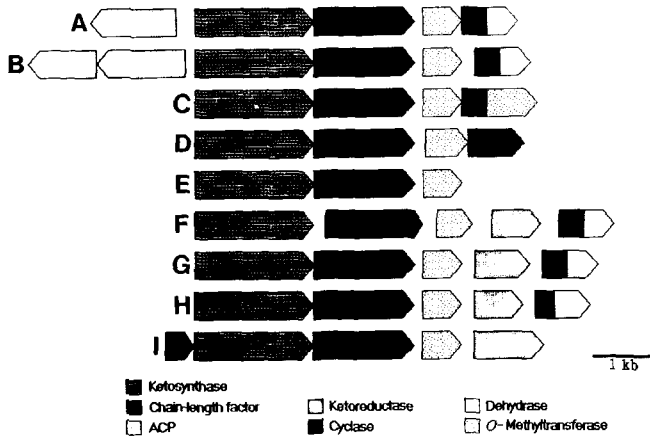 A
B
C
D
E
F
G
H
I
1 kb
Ketosynthase
Chain-length factor
ACP
Ketoreductase
Cyclase
Dehydrase
O-Methyltransferase